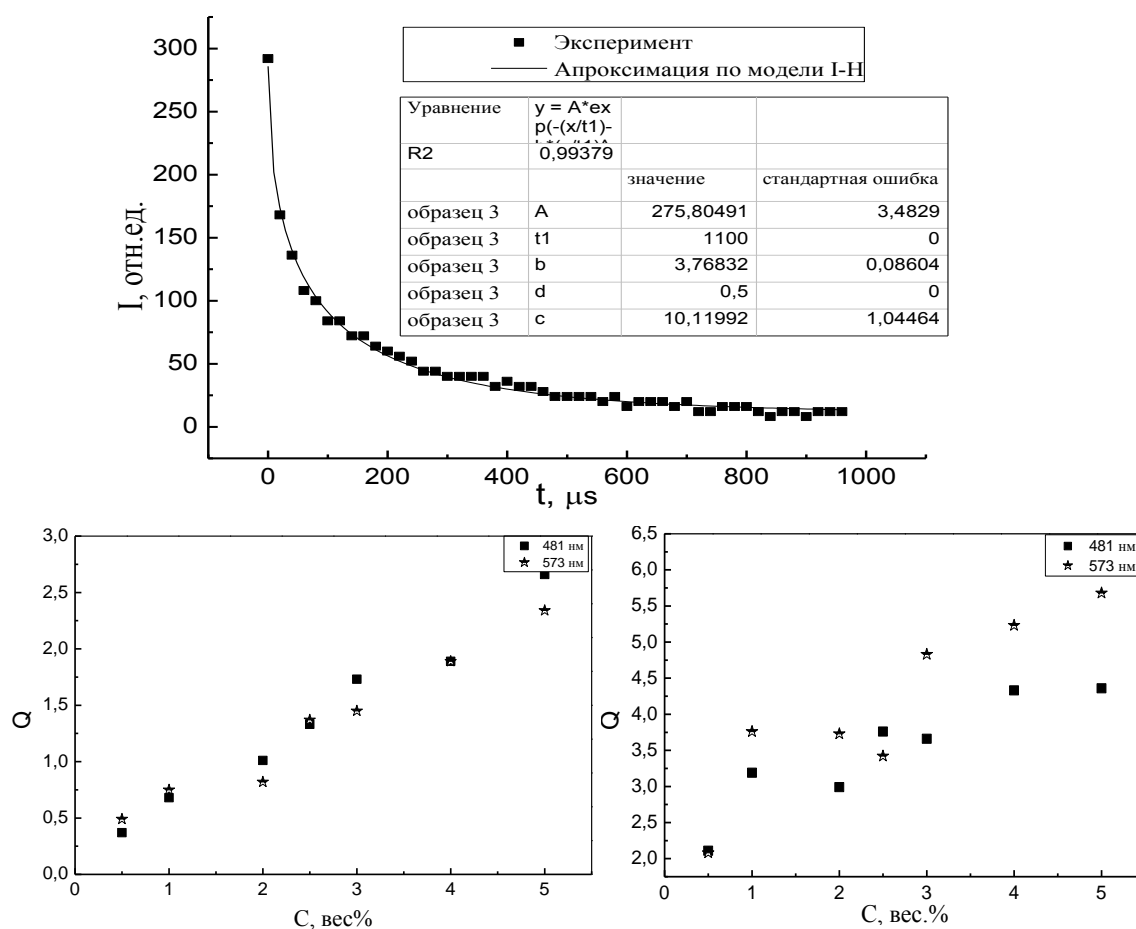 Эксперимент
Апроксимация по модели I-H
Уравнение y = A*ex
p(-(x/t1)-
R2 0,99379
значение стандартная ошибка
образец 3 A 275,80491 3,4829
образец 3 t1 1100 0
образец 3 b 3,76832 0,08604
образец 3 d 0,5 0
образец 3 c 10,11992 1,04464
I, отн.ед.
300
250
200
150
100
50
0
0 200 400 600 800 1000
t, μs
481 нм
573 нм
Q
3,0
2,5
2,0
1,5
1,0
0,5
0,0
0 1 2 3 4 5
С, вес%
481 нм
573 нм
Q
6,5
6,0
5,5
5,0
4,5
4,0
3,5
3,0
2,5
2,0
0 1 2 3 4 5
С, вес.%